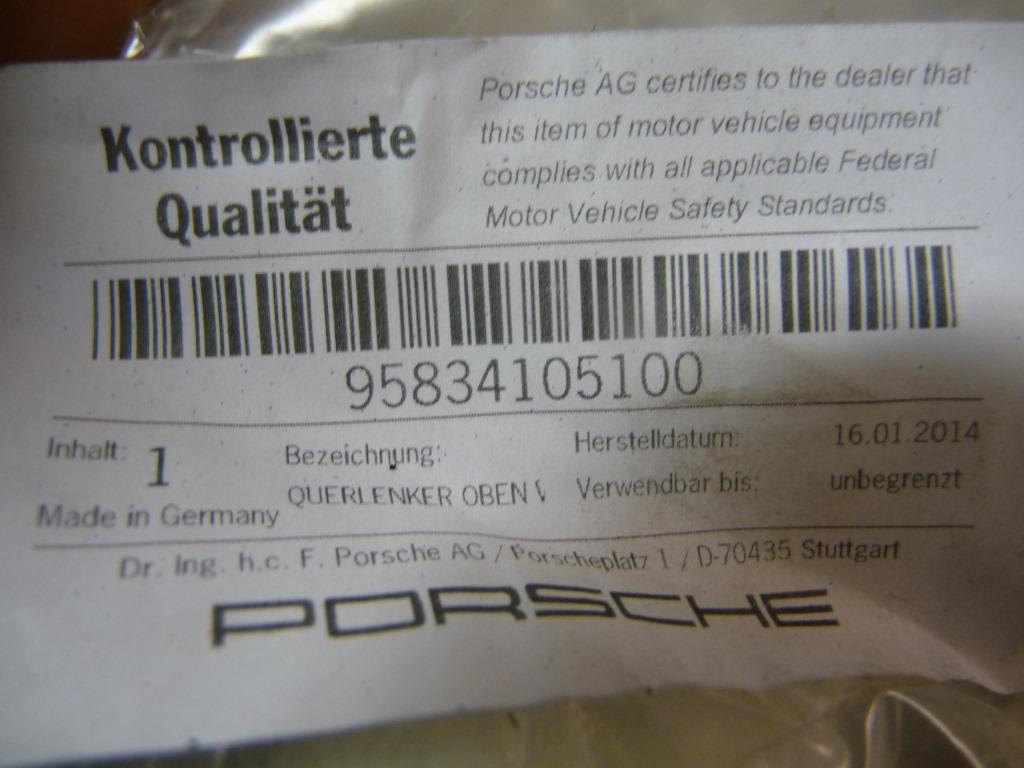 Kontrollierte
Qualität
Porsche AG certifies to the dealer that
this item of motor vehicle equipment
complies with all applicable Federal
Motor Vehicle Safety Standards.
95834105100
Inhalt: 1
Made in Germany
Bezeichnung:
QUERLENKER OBEN
Herstelldatum: 16.01.2014
Verwendbar bis: unbegrenzt
Dr. Ing. h.c. F. Porsche AG / Porscheplatz 1 / D-70435 Stuttgart
PORSCHE